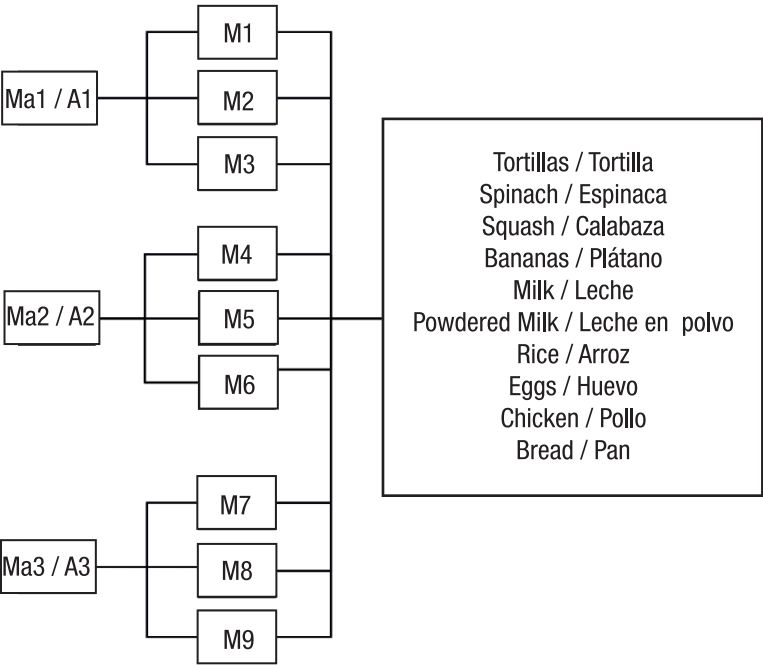 Ma1 / A1
M1
M2
M3
Ma2 / A2
M4
M5
M6
Ma3 / A3
M7
M8
M9
Tortillas / Tortilla
Spinach / Espinaca
Squash / Calabaza
Bananas / Plátano
Milk / Leche
Powdered Milk / Leche en polvo
Rice / Arroz
Eggs / Huevo
Chicken / Pollo
Bread / Pan